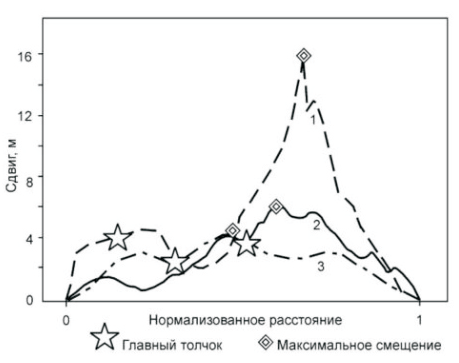 16
12
8
4
0
Сдвиг, м
1
2
3
0 Нормализованное расстояние 1
Главный толчок Максимальное смещение